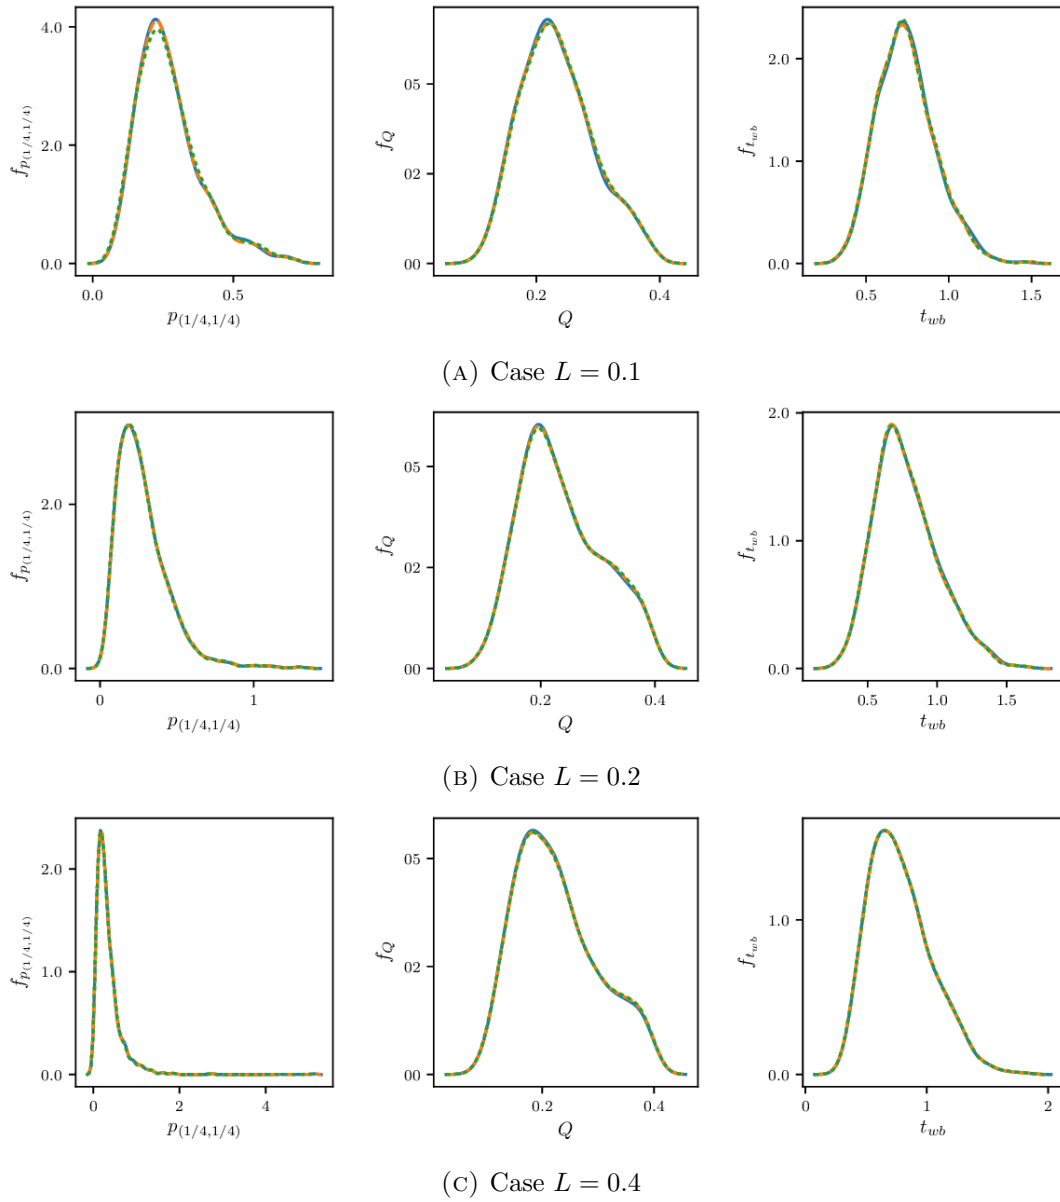 4.0
2.0
0.0
f_{p_{(1/4,1/4)}}
0.0 0.5
p_{(1/4,1/4)}
05
02
00
f_Q
0.2 0.4
Q
2.0
1.0
0.0
f_{t_{wb}}
0.5 1.0 1.5
t_{wb}
(A) Case L = 0.1
2.0
0.0
f_{p_{(1/4,1/4)}}
0 1
p_{(1/4,1/4)}
05
02
00
f_Q
0.2 0.4
Q
2.0
1.0
0.0
f_{t_{wb}}
0.5 1.0 1.5
t_{wb}
(B) Case L = 0.2
2.0
1.0
0.0
f_{p_{(1/4,1/4)}}
0 2 4
p_{(1/4,1/4)}
05
02
00
f_Q
0.2 0.4
Q
1.0
0.0
f_{t_{wb}}
0 1 2
t_{wb}
(C) Case L = 0.4